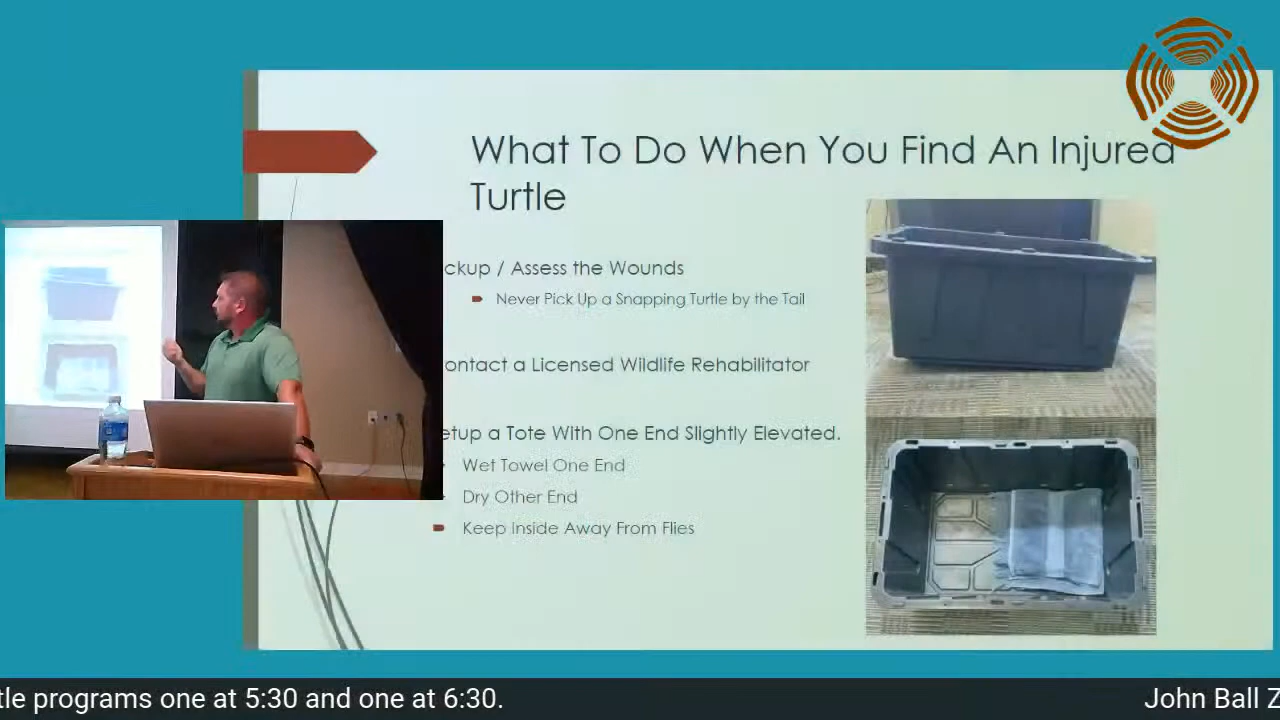 What To Do When You Find An Injured
Turtle
ckup / Assess the Wounds
Never Pick Up a Snapping Turtle by the Tail
ontact a Licensed Wildlife Rehabilitator
etup a Tote With One End Slightly Elevated.
Wet Towel One End
Dry Other End
Keep Inside Away From Flies
tle programs one at 5:30 and one at 6:30.
John Ball Z